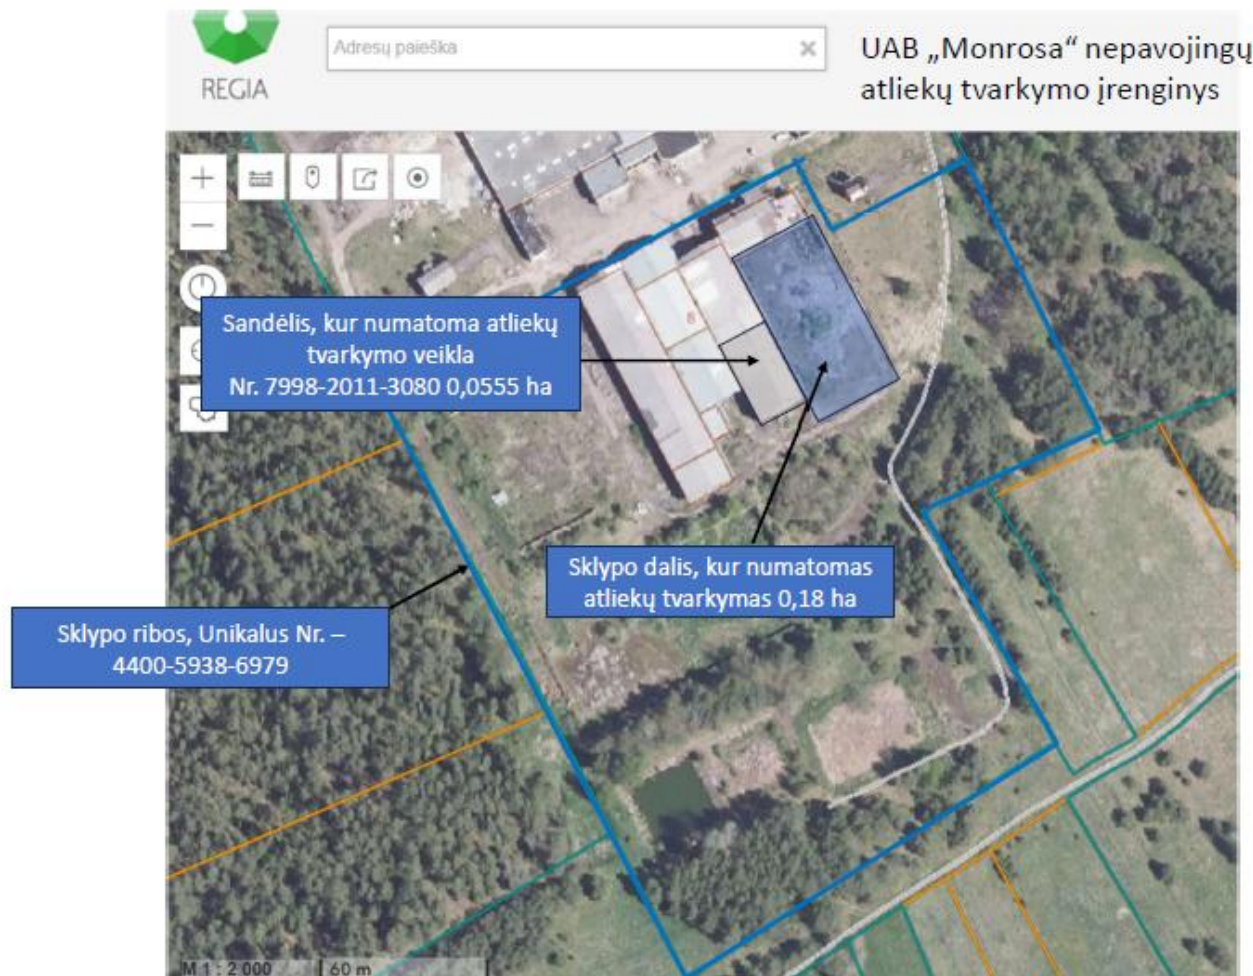 REGIA
Adresų paieška
UAB „Monrosa“ nepavojingų
atliekų tvarkymo įrenginys
Sandėlis, kur numatoma atliekų
tvarkymo veikla
Nr. 7998-2011-3080 0,0555 ha
8
Sklypo dalis, kur numatomas
atliekų tvarkymas 0,18 ha
Sklypo ribos, Unikalus Nr. –
4400-5938-6979
M 1 : 2 000
60 m